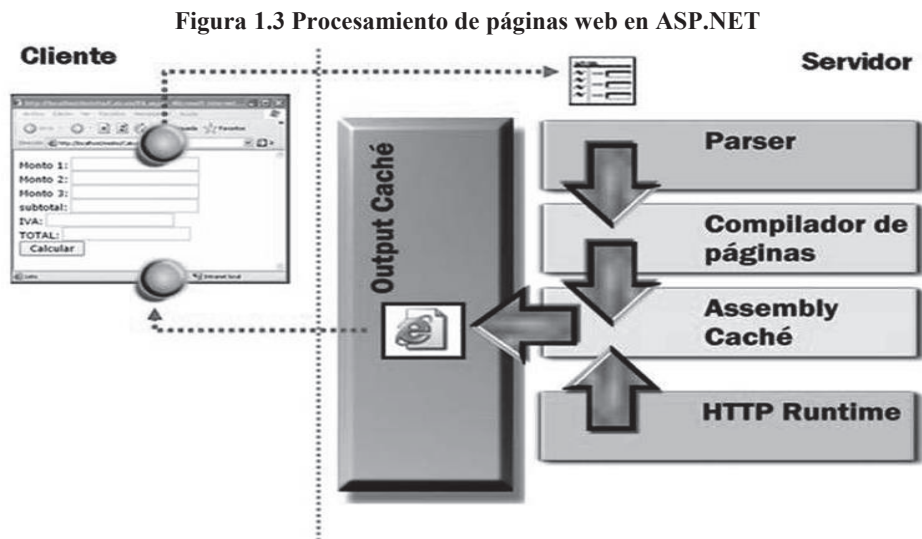 Figura 1.3 Procesamiento de páginas web en ASP.NET
Cliente
Servidor
Monto 1:
Monto 2:
Monto 3:
subtotal:
IVA:
TOTAL:
Calcular
Output Caché
Parser
Compilador de
páginas
Assembly
Caché
HTTP Runtime